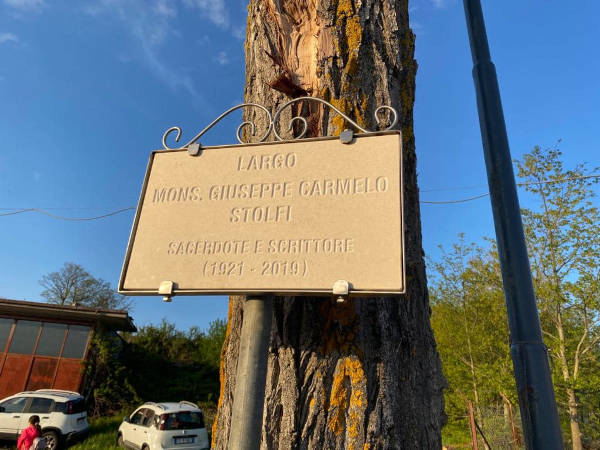 LARGO
MONS. GIUSEPPE CARMELO
STOLFI
SACERDOTE E SCRITTORE
(1921 - 2019)